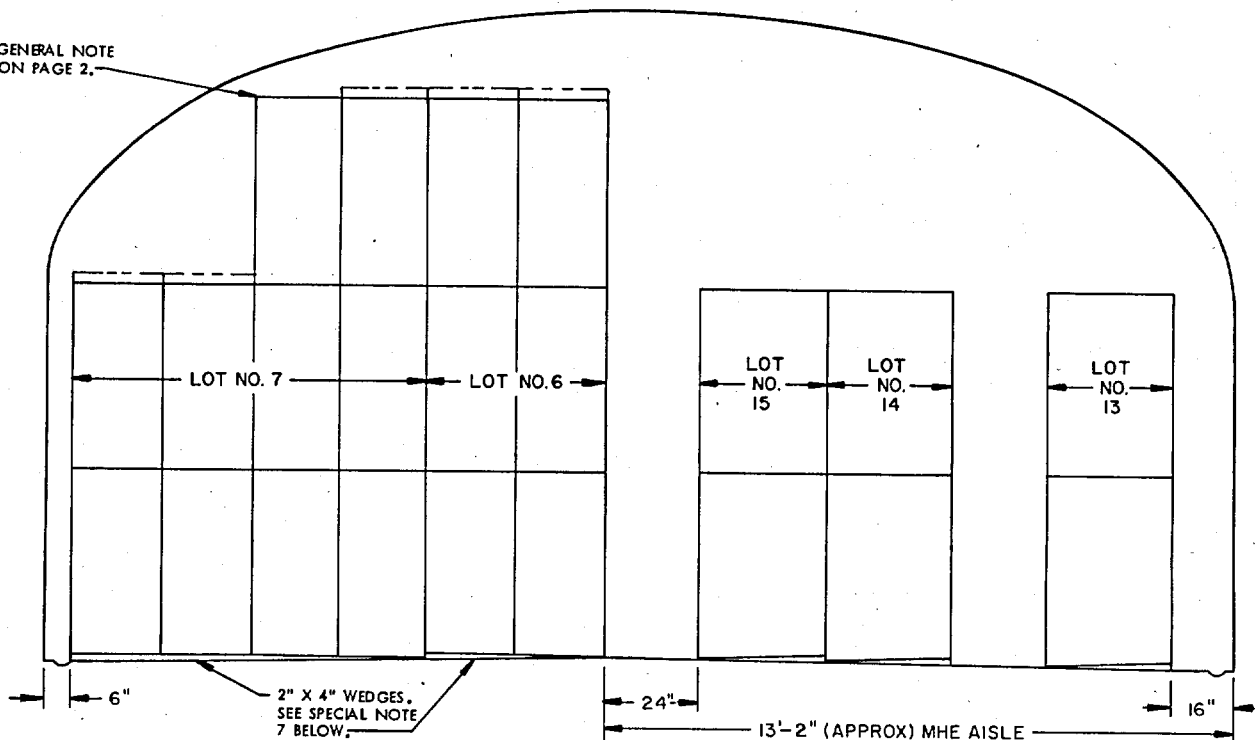 GENERAL NOTE
ON PAGE 2.
LOT NO. 7
LOT NO. 6
LOT
NO.
15
LOT
NO.
14
LOT
NO.
13
6"
2" X 4" WEDGES.
SEE SPECIAL NOTE
7 BELOW.
24"
13'-2" (APPROX) MHE AISLE
16"